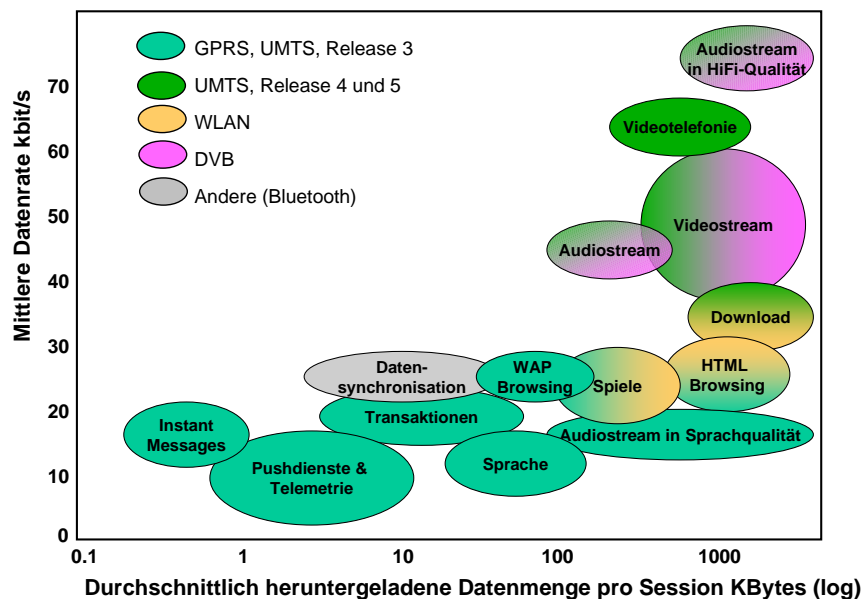 GPRS, UMTS, Release 3
UMTS, Release 4 und 5
WLAN
DVB
Andere (Bluetooth)
Audiostream
in HiFi-Qualität
Videotelefonie
Videostream
Audiostream
Download
Daten-
synchronisation
WAP
Browsing
Spiele
HTML
Browsing
Instant
Messages
Transaktionen
Audiostream in Sprachqualität
Pushdienste &
Telemetrie
Sprache
Mittlere Datenrate kbit/s
70
60
50
40
30
20
10
0
0.1
1
10
100
1000
Durchschnittlich heruntergeladene Datenmenge pro Session KBytes (log)